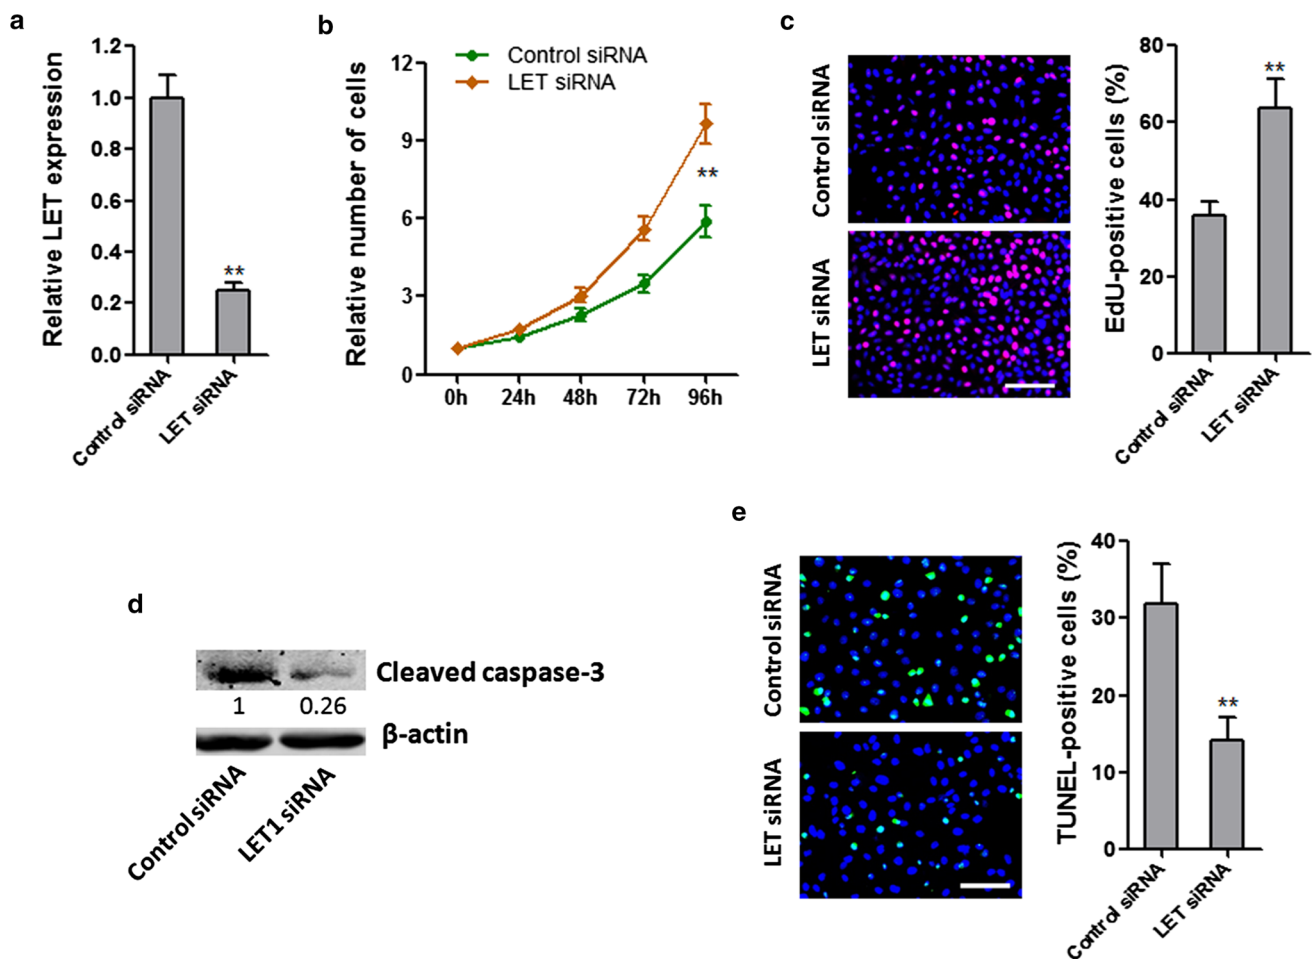 a
Relative LET expression
1.2
1.0
0.8
0.6
0.4
0.2
0.0
**
Control siRNA
LET siRNA
b
Control siRNA
LET siRNA
Relative number of cells
12
9
6
3
0
**
0h 24h 48h 72h 96h
c
Control siRNA
LET siRNA
EdU-positive cells (%)
80
60
40
20
0
**
Control siRNA
LET siRNA
d
Cleaved caspase-3
1 0.26
β-actin
Control siRNA
LET1 siRNA
e
Control siRNA
LET siRNA
TUNEL-positive cells (%)
40
30
20
10
0
**
Control siRNA
LET siRNA